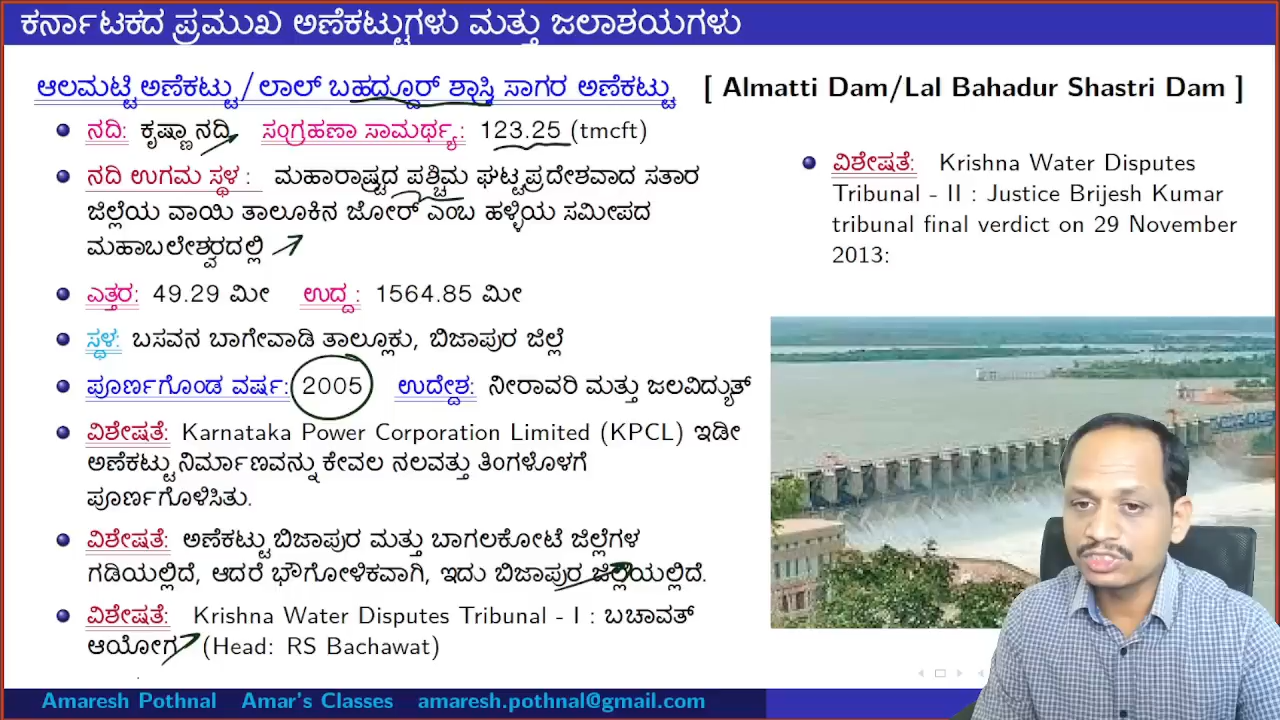 ಕರ್ನಾಟಕದ ಪ್ರಮುಖ ಅಣೆಕಟ್ಟುಗಳು ಮತ್ತು ಜಲಾಶಯಗಳು
ಆಲಮಟ್ಟಿ ಅಣೆಕಟ್ಟು/ಲಾಲ್ ಬಹದ್ದೂರ್ ಶಾಸ್ತ್ರಿ ಸಾಗರ ಅಣೆಕಟ್ಟು [ Almatti Dam/Lal Bahadur Shastri Dam ]
ನದಿ: ಕೃಷ್ಣಾ ನದಿ ಸಂಗ್ರಹಣಾ ಸಾಮರ್ಥ್ಯ: 123.25 (tmcft)
ನದಿ ಉಗಮ ಸ್ಥಳ: ಮಹಾರಾಷ್ಟ್ರದ ಪಶ್ಚಿಮ ಘಟ್ಟಪ್ರದೇಶವಾದ ಸತಾರ
ಜಿಲ್ಲೆಯ ವಾಯಿ ತಾಲೂಕಿನ ಜೋರ್ ಎಂಬ ಹಳ್ಳಿಯ ಸಮೀಪದ
ಮಹಾಬಲೇಶ್ವರದಲ್ಲಿ
ಎತ್ತರ: 49.29 ಮೀ ಉದ್ದ: 1564.85 ಮೀ
ಸ್ಥಳ: ಬಸವನ ಬಾಗೇವಾಡಿ ತಾಲ್ಲೂಕು, ಬಿಜಾಪುರ ಜಿಲ್ಲೆ
ಪೂರ್ಣಗೊಂಡ ವರ್ಷ: 2005 ಉದೇಶ: ನೀರಾವರಿ ಮತ್ತು ಜಲವಿದ್ಯುತ್
ವಿಶೇಷತೆ: Karnataka Power Corporation Limited (KPCL) ಇಡೀ
ಅಣೆಕಟ್ಟು ನಿರ್ಮಾಣವನ್ನು ಕೇವಲ ನಲವತ್ತು ತಿಂಗಳೊಳಗೆ
ಪೂರ್ಣಗೊಳಿಸಿತು.
ವಿಶೇಷತೆ: ಅಣೆಕಟ್ಟು ಬಿಜಾಪುರ ಮತ್ತು ಬಾಗಲಕೋಟೆ ಜಿಲ್ಲೆಗಳ
ಗಡಿಯಲ್ಲಿದೆ, ಆದರೆ ಭೌಗೋಳಿಕವಾಗಿ, ಇದು ಬಿಜಾಪುರ ಜಿಲ್ಲೆಯಲ್ಲಿದೆ.
ವಿಶೇಷತೆ: Krishna Water Disputes Tribunal - I : ಬಚಾವತ್
ಆಯೋಗ (Head: RS Bachawat)
ವಿಶೇಷತೆ: Krishna Water Disputes
Tribunal - II : Justice Brijesh Kumar
tribunal final verdict on 29 November
2013:
Amaresh Pothnal Amar's Classes amaresh.pothnal@gmail.com